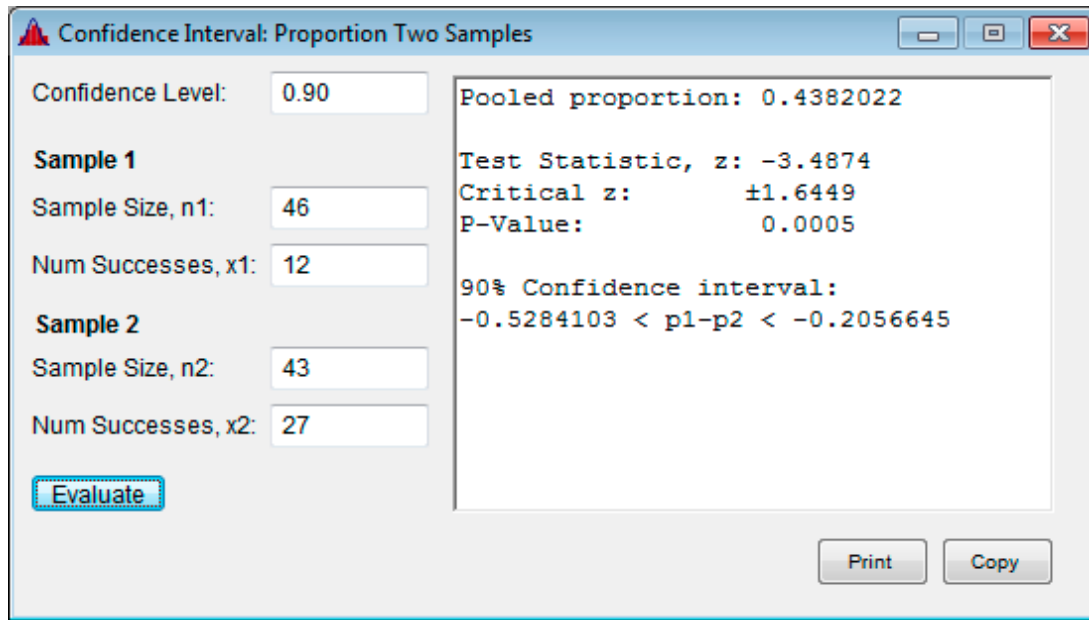 Confidence Interval: Proportion Two Samples
Confidence Level: 0.90
Sample 1
Sample Size, n1: 46
Num Successes, x1: 12
Sample 2
Sample Size, n2: 43
Num Successes, x2: 27
Evaluate
Pooled proportion: 0.4382022
Test Statistic, z: -3.4874
Critical z: ±1.6449
P-Value: 0.0005
90% Confidence interval:
-0.5284103 < p1-p2 < -0.2056645
Print Copy